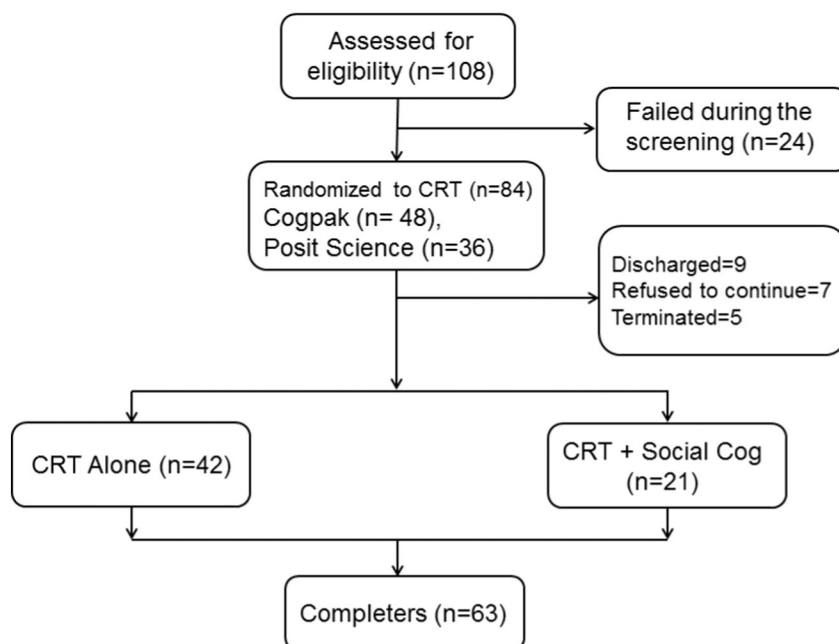 Assessed for
eligibility (n=108)
Failed during the
screening (n=24)
Randomized to CRT (n=84)
Cogpak (n= 48),
Posit Science (n=36)
Discharged=9
Refused to continue=7
Terminated=5
CRT Alone (n=42)
CRT + Social Cog
(n=21)
Completers (n=63)